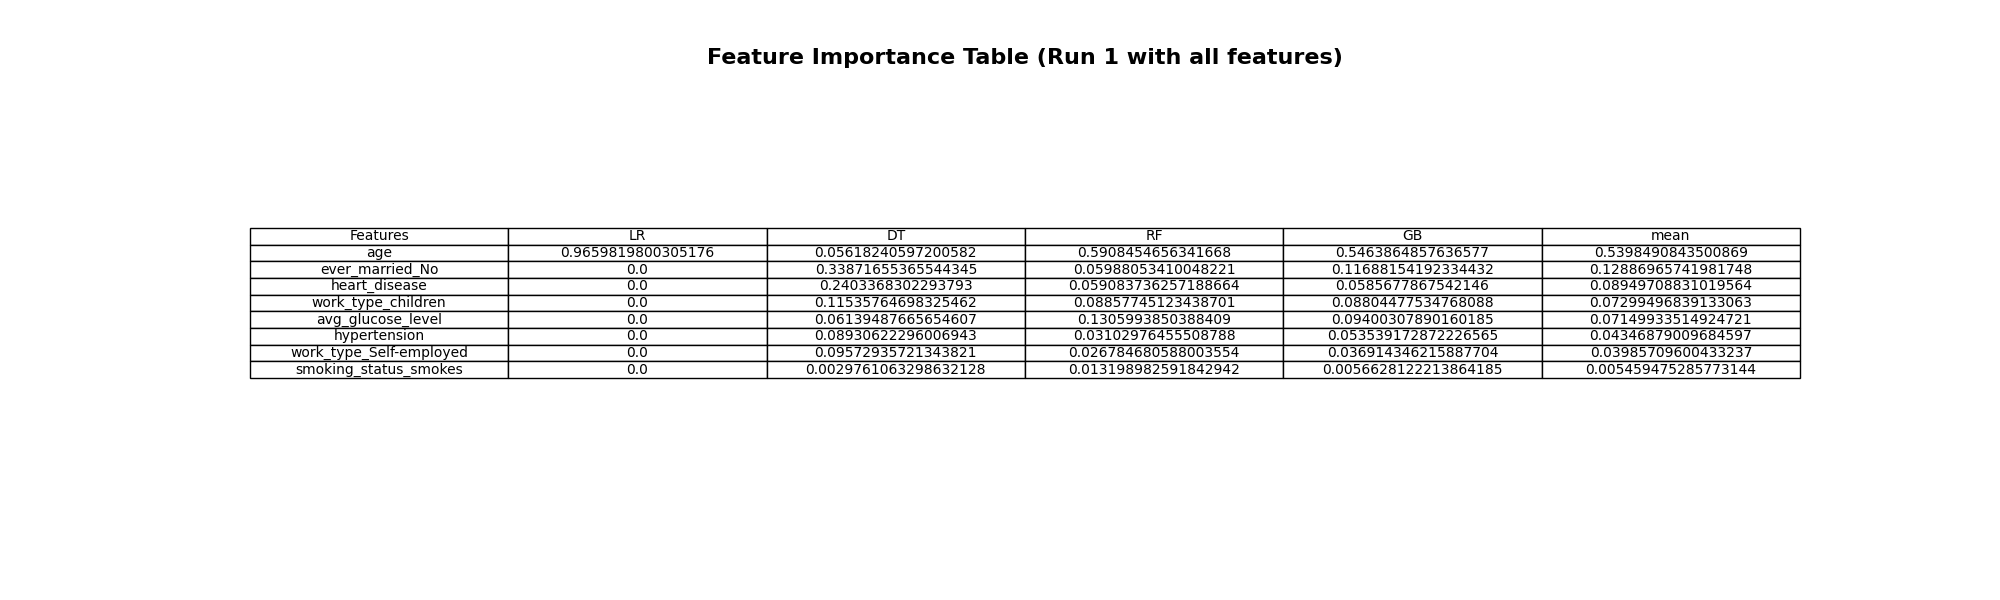 Feature Importance Table (Run 1 with all features)
Features LR DT RF GB mean
age 0.9659819800305176 0.05618240597200582 0.5908454656341668 0.5463864857636577 0.5398490843500869
ever_married_No 0.0 0.33871655365544345 0.05988053410048221 0.11688154192334432 0.12886965741981748
heart_disease 0.0 0.2403368302293793 0.059083736257188664 0.0585677867542146 0.08949708831019564
work_type_children 0.0 0.11535764698325462 0.08857745123438701 0.08804477534768088 0.07299496839133063
avg_glucose_level 0.0 0.06139487665654607 0.1305993850388409 0.09400307890160185 0.07149933514924721
hypertension 0.0 0.08930622296006943 0.03102976455508788 0.053539172872226565 0.04346879009684597
work_type_Self-employed 0.0 0.09572935721343821 0.026784680588003554 0.036914346215887704 0.03985709600433237
smoking_status_smokes 0.0 0.0029761063298632128 0.013198982591842942 0.0056628122213864185 0.005459475285773144